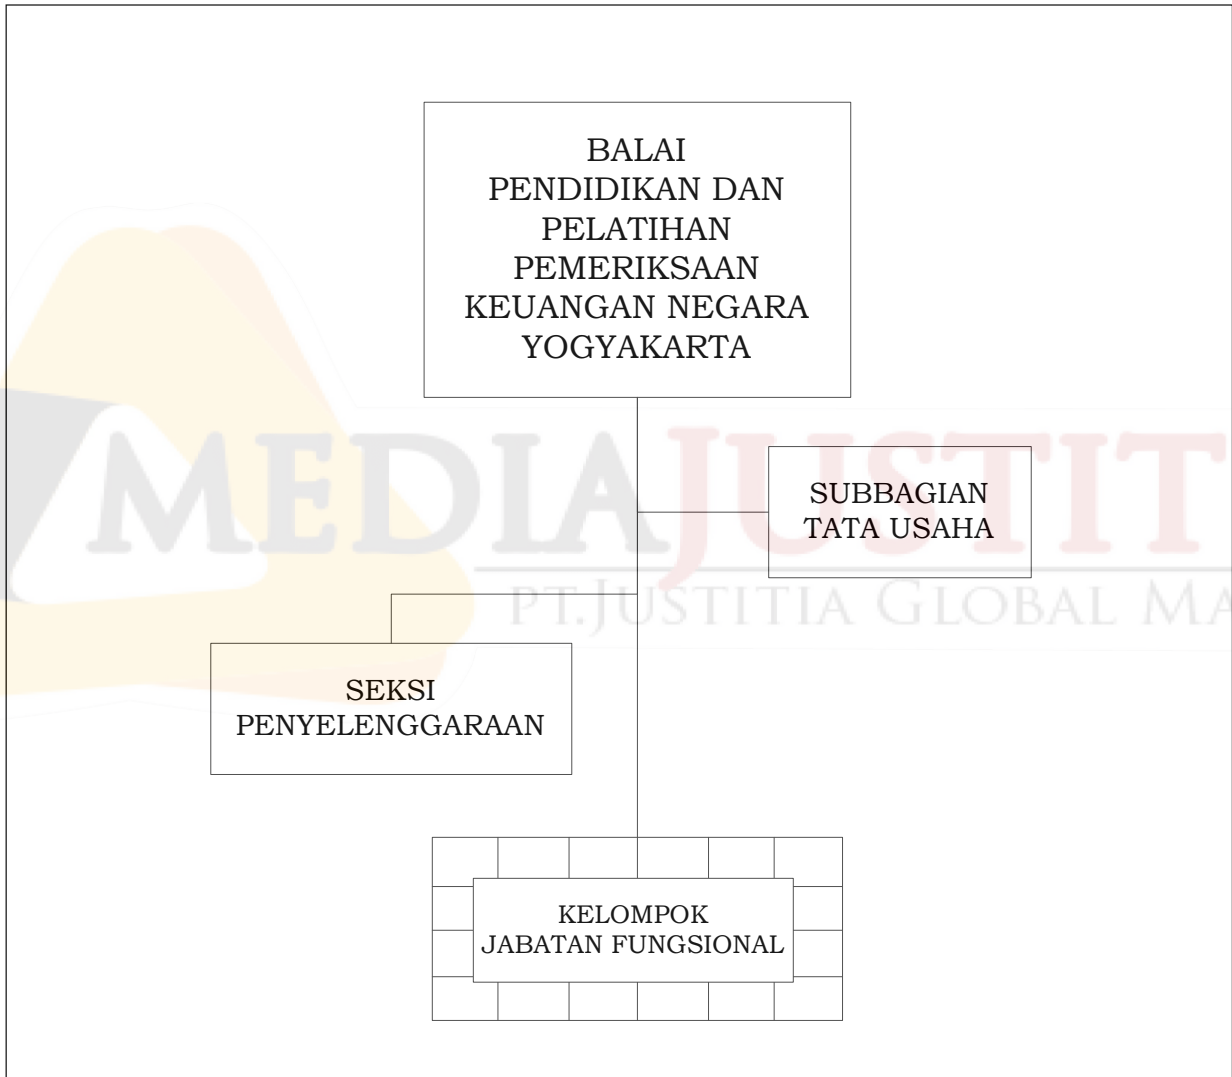 BALAI
PENDIDIKAN DAN
PELATIHAN
PEMERIKSAAN
KEUANGAN NEGARA
YOGYAKARTA
SUBBAGIAN
TATA USAHA
MEDIAJUSTIT
PT.JUSTITIA GLOBAL MA
SEKSI
PENYELENGGARAAN
KELOMPOK
JABATAN FUNGSIONAL